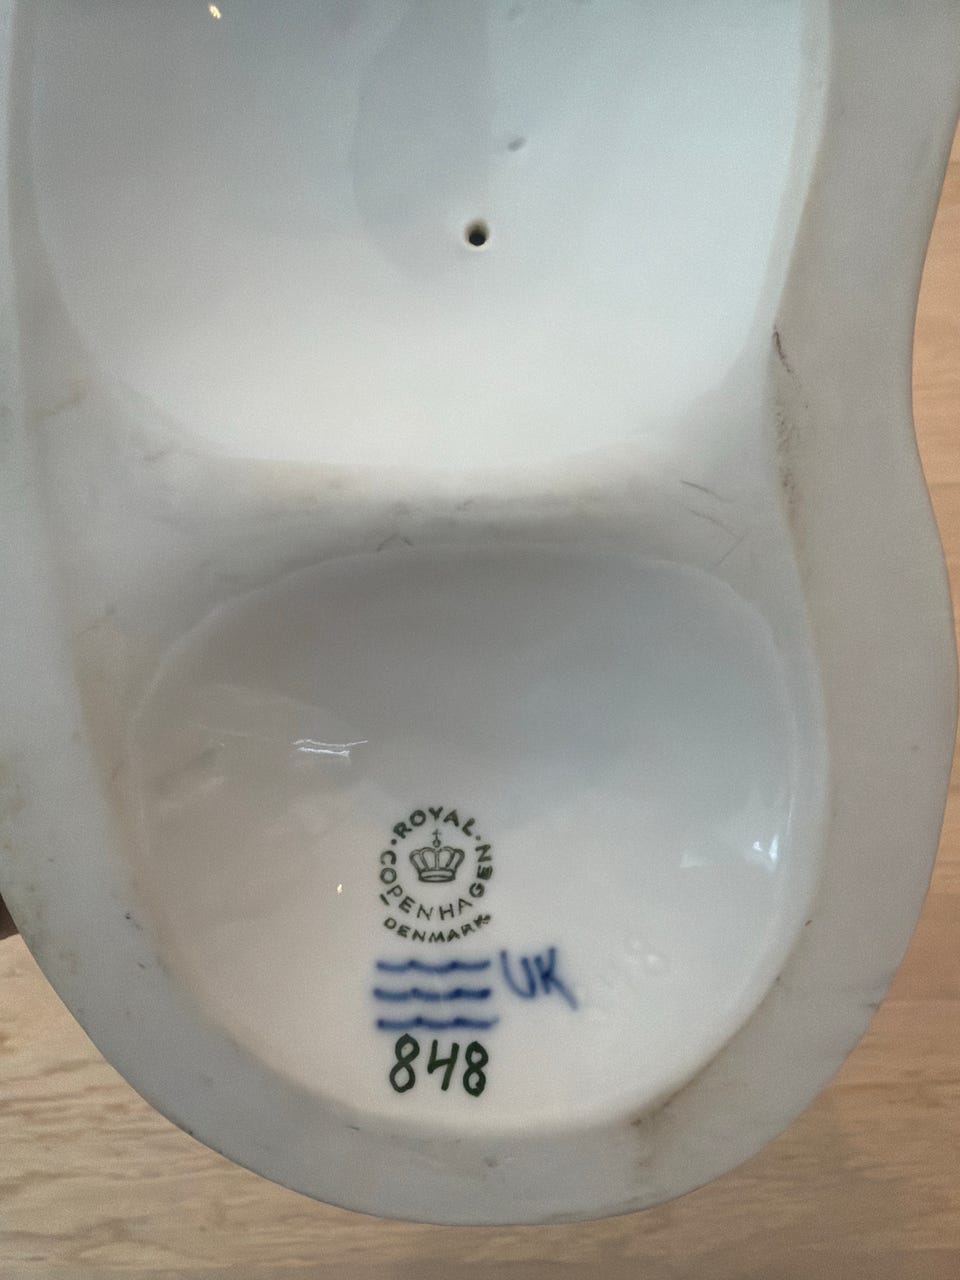 ROYAL
COPENHAGEN
DENMARK
UK
848